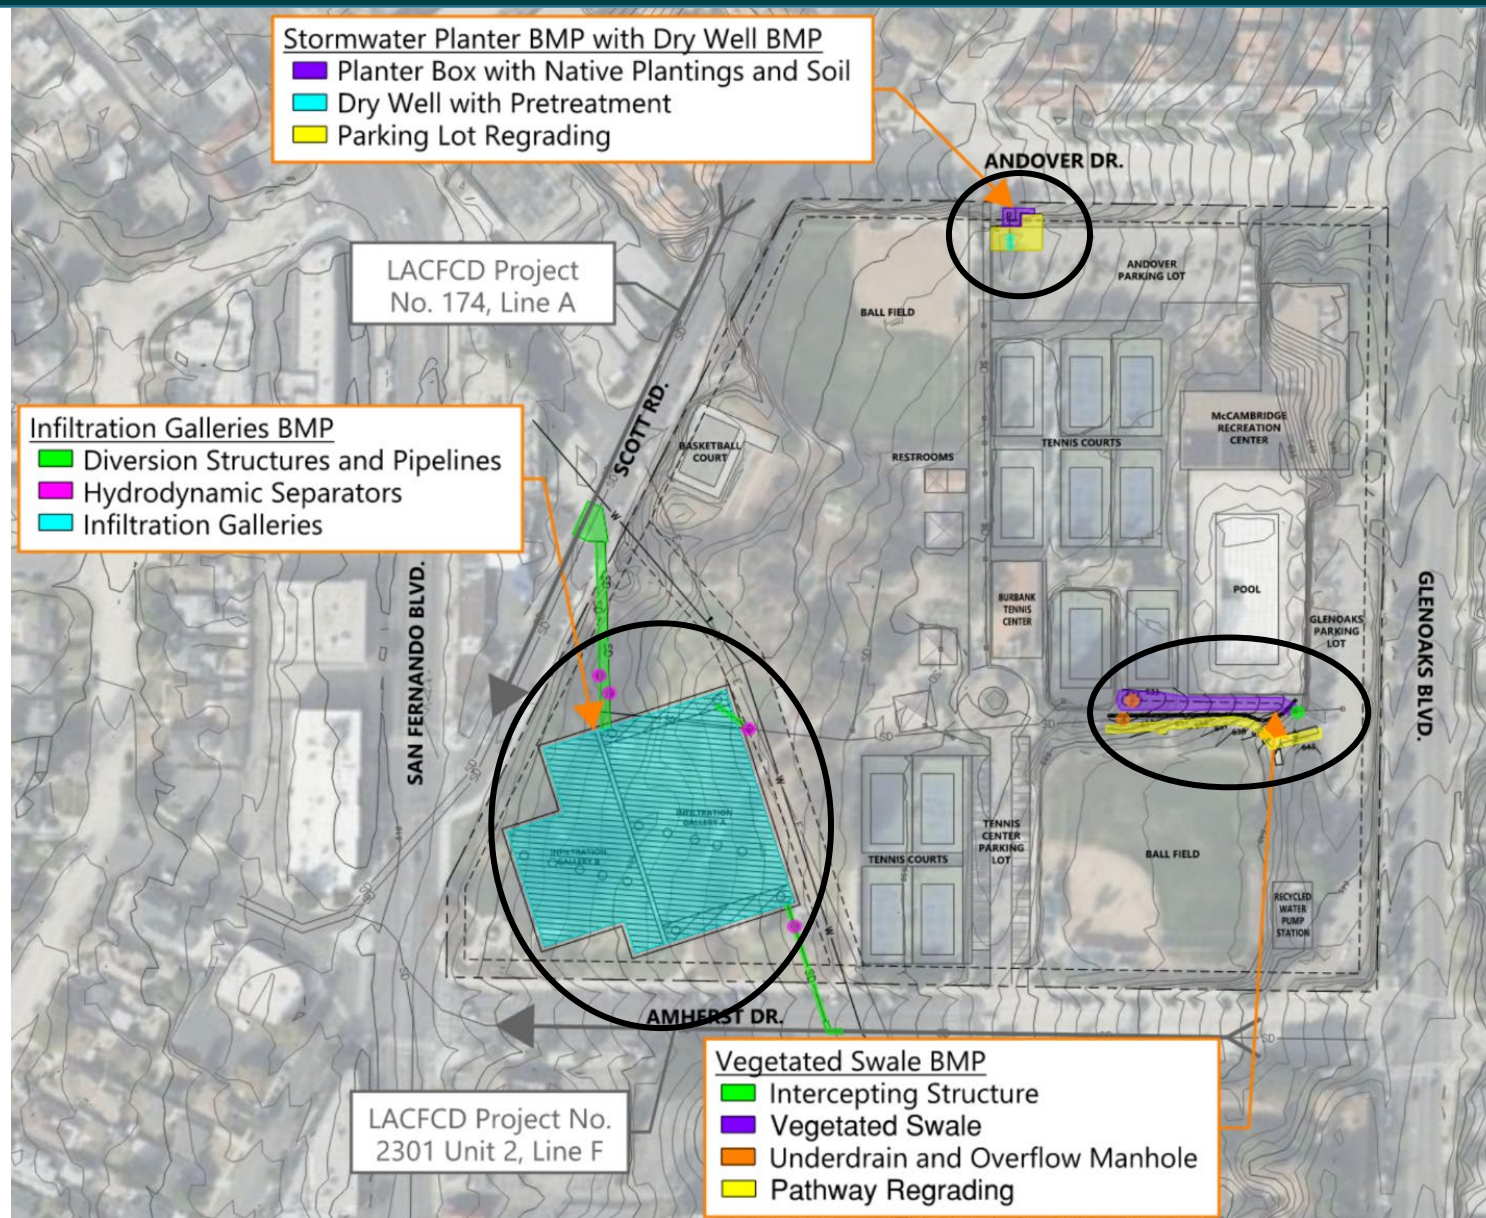 Stormwater Planter BMP with Dry Well BMP
Planter Box with Native Plantings and Soil
Dry Well with Pretreatment
Parking Lot Regrading
ANDOVER DR.
LACFCD Project
No. 174, Line A
ANDOVER
PARKING LOT
BALL FIELD
SCOTT RD.
Infiltration Galleries BMP
Diversion Structures and Pipelines
Hydrodynamic Separators
Infiltration Galleries
BASKETBALL
COURT
RESTROOMS
TENNIS COURTS
McCAMBRIDGE
RECREATION
CENTER
SAN FERNANDO BLVD.
BURBANK
TENNIS
CENTER
POOL
GLENOAKS
PARKING
LOT
GLENOAKS BLVD.
INFILTRATION
GALLERY A
INFILTRATION
GALLERY B
TENNIS COURTS
TENNIS
CENTER
PARKING
LOT
BALL FIELD
RECYCLED
WATER
PUMP
STATION
AMHERST DR.
SD
SD
LACFCD Project No.
2301 Unit 2, Line F
Vegetated Swale BMP
Intercepting Structure
Vegetated Swale
Underdrain and Overflow Manhole
Pathway Regrading